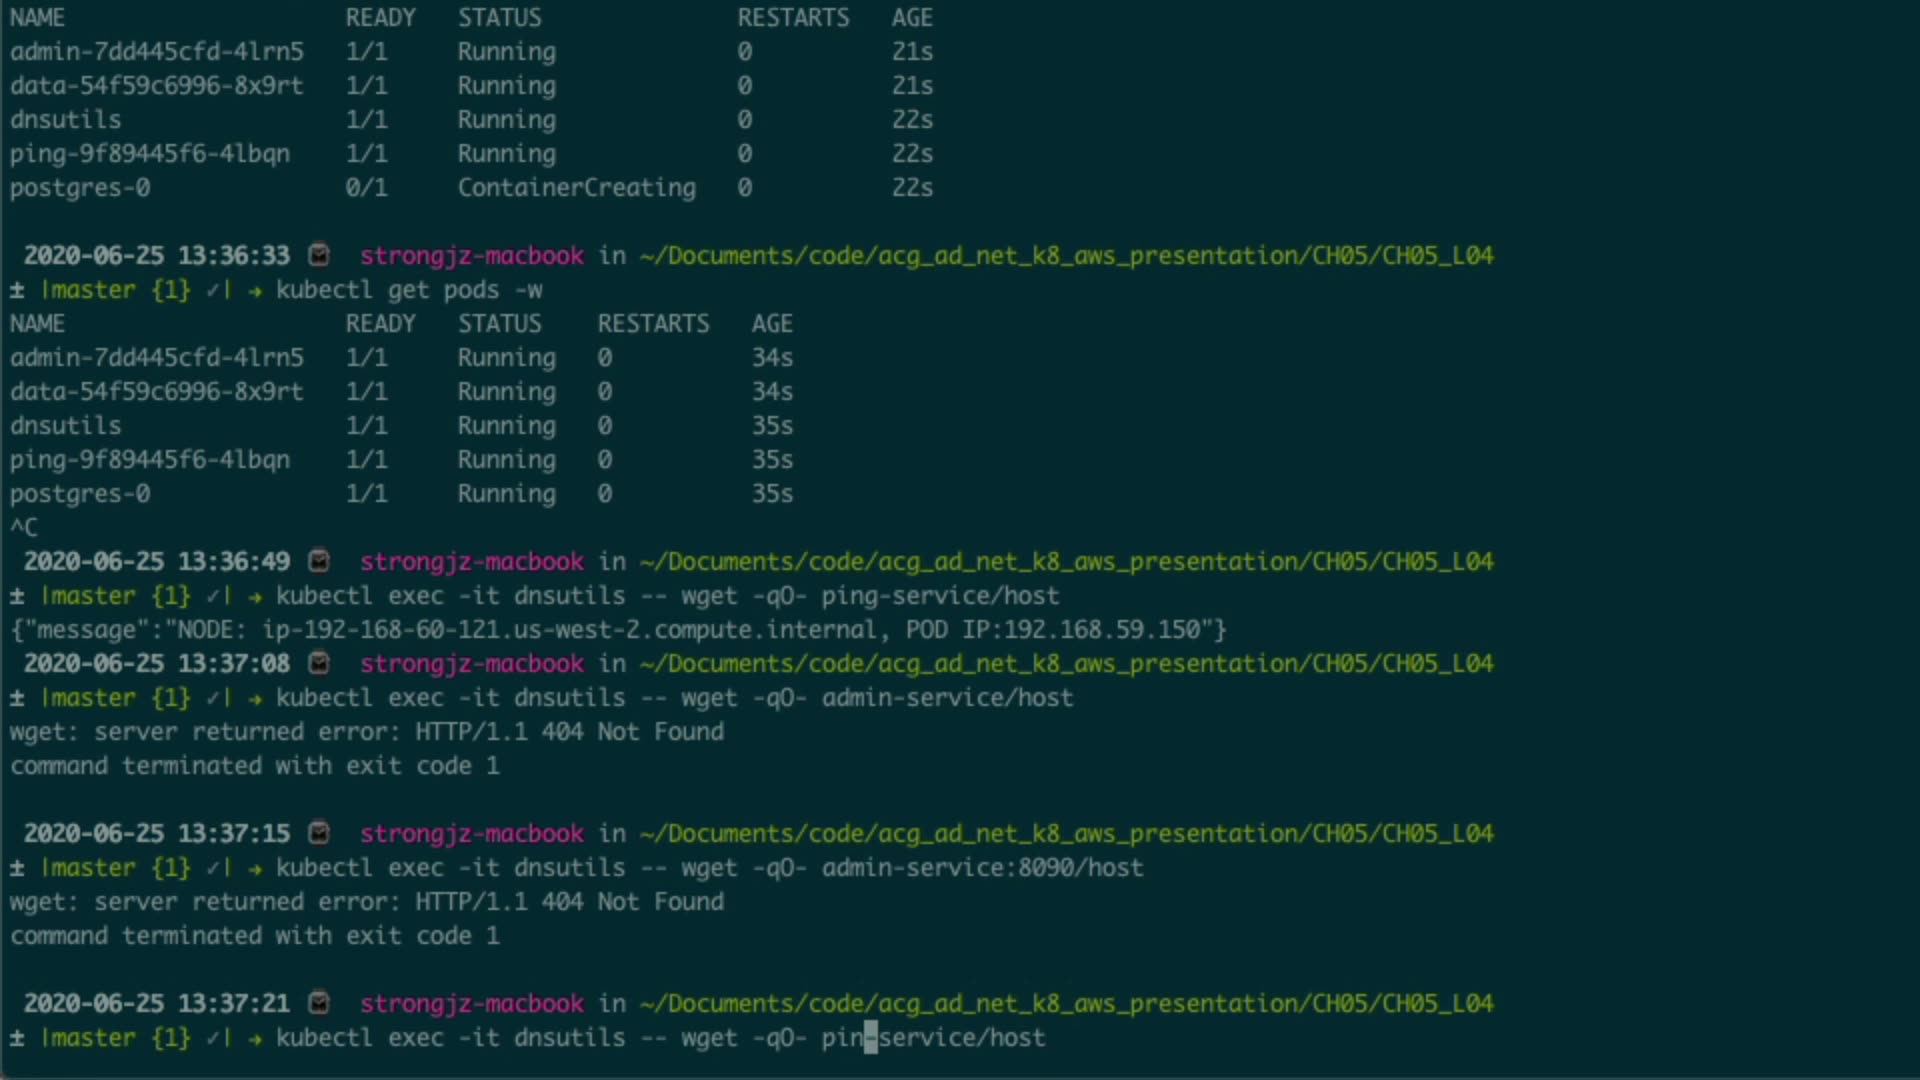 NAME READY STATUS RESTARTS AGE
admin-7dd445cfd-4lrn5 1/1 Running 0 21s
data-54f59c6996-8x9rt 1/1 Running 0 21s
dnsutils 1/1 Running 0 22s
ping-9f89445f6-4lbqn 1/1 Running 0 22s
postgres-0 0/1 ContainerCreating 0 22s
2020-06-25 13:36:33 strongjz-macbook in ~/Documents/code/acg_ad_net_k8_aws_presentation/CH05/CH05_L04
± |master {1} ✓| → kubectl get pods -w
NAME READY STATUS RESTARTS AGE
admin-7dd445cfd-4lrn5 1/1 Running 0 34s
data-54f59c6996-8x9rt 1/1 Running 0 34s
dnsutils 1/1 Running 0 35s
ping-9f89445f6-4lbqn 1/1 Running 0 35s
postgres-0 1/1 Running 0 35s
^C
2020-06-25 13:36:49 strongjz-macbook in ~/Documents/code/acg_ad_net_k8_aws_presentation/CH05/CH05_L04
± |master {1} ✓| → kubectl exec -it dnsutils -- wget -qO- ping-service/host
{"message":"NODE: ip-192-168-60-121.us-west-2.compute.internal, POD IP:192.168.59.150"}
2020-06-25 13:37:08 strongjz-macbook in ~/Documents/code/acg_ad_net_k8_aws_presentation/CH05/CH05_L04
± |master {1} ✓| → kubectl exec -it dnsutils -- wget -qO- admin-service/host
wget: server returned error: HTTP/1.1 404 Not Found
command terminated with exit code 1
2020-06-25 13:37:15 strongjz-macbook in ~/Documents/code/acg_ad_net_k8_aws_presentation/CH05/CH05_L04
± |master {1} ✓| → kubectl exec -it dnsutils -- wget -qO- admin-service:8090/host
wget: server returned error: HTTP/1.1 404 Not Found
command terminated with exit code 1
2020-06-25 13:37:21 strongjz-macbook in ~/Documents/code/acg_ad_net_k8_aws_presentation/CH05/CH05_L04
± |master {1} ✓| → kubectl exec -it dnsutils -- wget -qO- pin-service/host